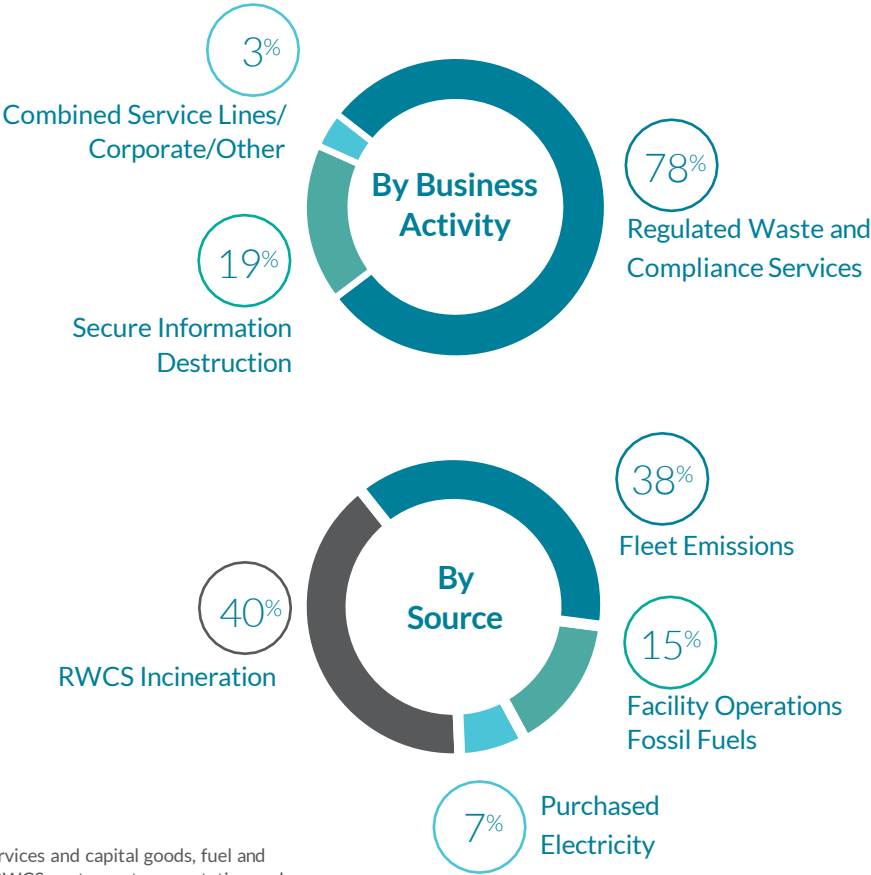 3%
Combined Service Lines/
Corporate/Other
By Business
Activity
78%
Regulated Waste and
Compliance Services
19%
Secure Information
Destruction
38%
Fleet Emissions
By
Source
40%
RWCS Incineration
15%
Facility Operations
Fossil Fuels
7%
Purchased
Electricity
services and capital goods, fuel and